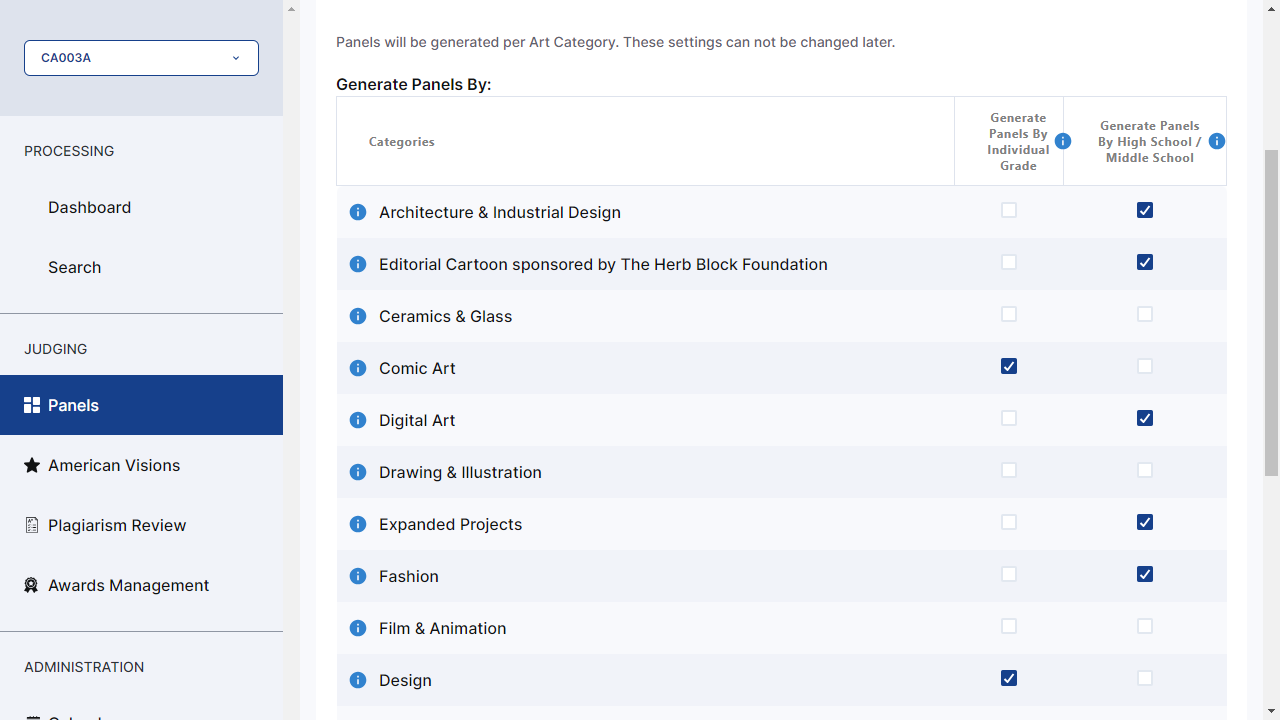 CA003A
PROCESSING
Dashboard
Search
JUDGING
Panels
American Visions
Plagiarism Review
Awards Management
ADMINISTRATION
Panels will be generated per Art Category. These settings can not be changed later.
Generate Panels By:
Categories
Generate
Panels By
Individual
Grade
Generate Panels
By High School /
Middle School
Architecture & Industrial Design
Editorial Cartoon sponsored by The Herb Block Foundation
Ceramics & Glass
Comic Art
Digital Art
Drawing & Illustration
Expanded Projects
Fashion
Film & Animation
Design